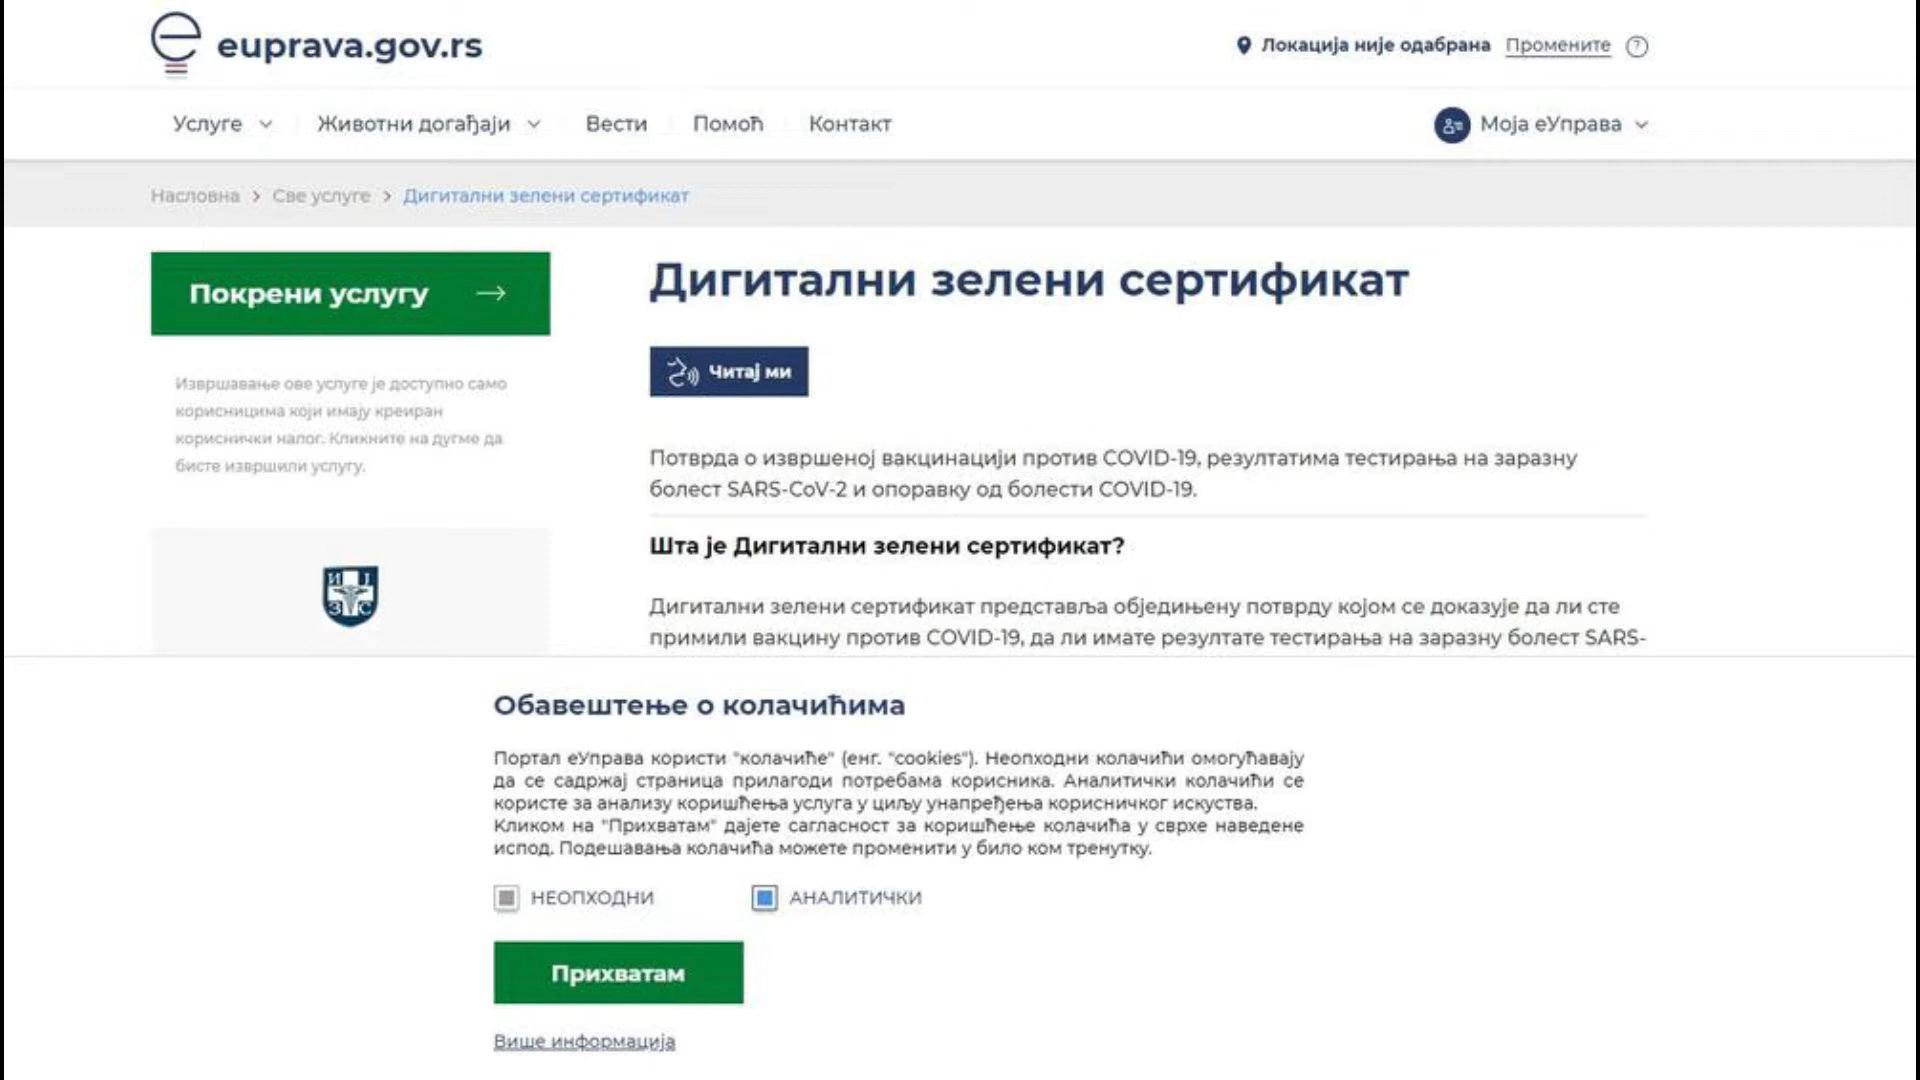 euprava.gov.rs
Локација није одабрана Промените ?
Услуге Животни догађаји Вести Помоћ Контакт Моја еУправа
Насловна > Све услуге > Дигитални зелени сертификат
Покрени услугу →
Извршавање ове услуге је доступно само
корисницима који имају креиран
кориснички налог. Кликните на дугме да
бисте извршили услугу.
И Ј
З С
Дигитални зелени сертификат
Читај ми
Потврда о извршеној вакцинацији против COVID-19, резултатима тестирања на заразну
болест SARS-CoV-2 и опоравку од болести COVID-19.
Шта је Дигитални зелени сертификат?
Дигитални зелени сертификат представља обједињену потврду којом се доказује да ли сте
примили вакцину против COVID-19, да ли имате резултате тестирања на заразну болест SARS-
Обавештење о колачићима
Портал еУправа користи "колачиће" (енг. "cookies"). Неопходни колачићи омогућавају
да се садржај страница прилагоди потребама корисника. Аналитички колачићи се
користе за анализу коришћења услуга у циљу унапређења корисничког искуства.
Кликом на "Прихватам" дајете сагласност за коришћење колачића у сврхе наведене
испод. Подешавања колачића можете променити у било ком тренутку.
НЕОПХОДНИ АНАЛИТИЧКИ
Прихватам
Више информација